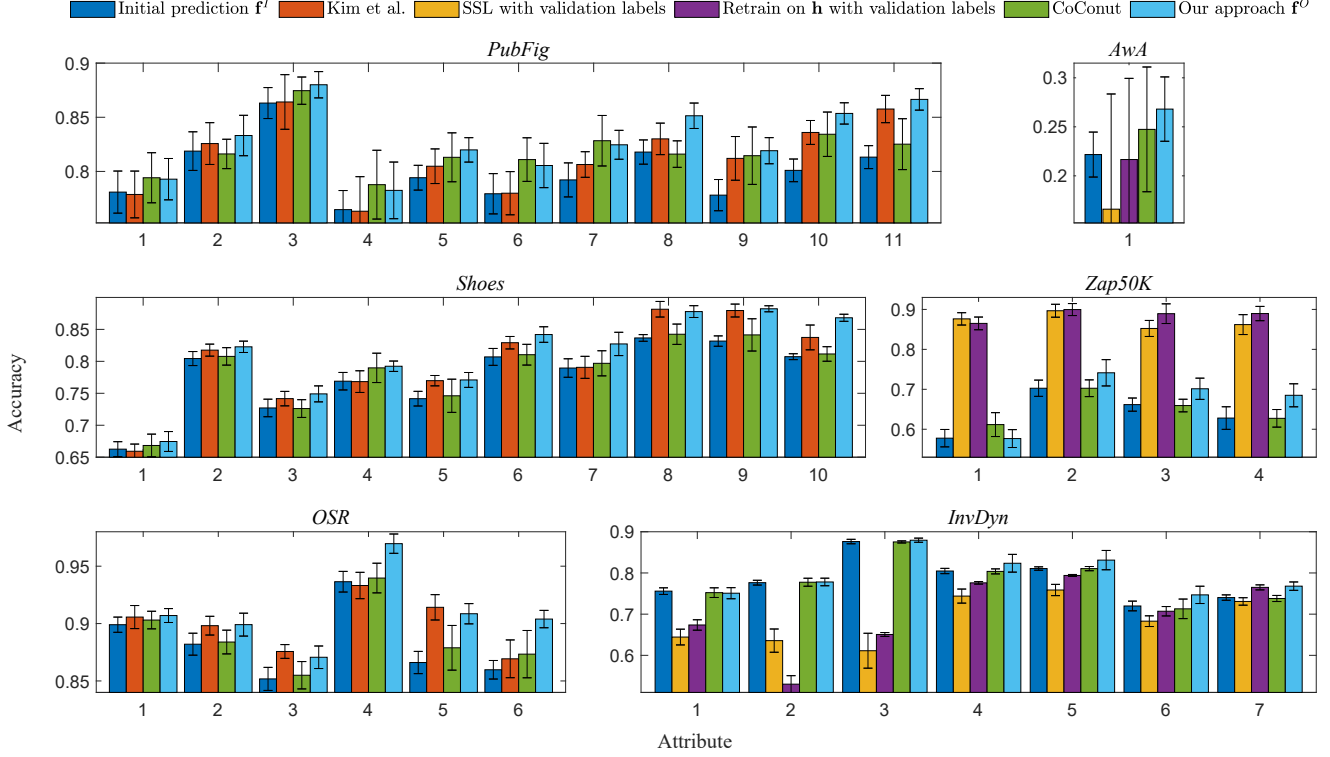 Initial prediction f^I Kim et al. SSL with validation labels Retrain on h with validation labels CoConut Our approach f^O
PubFig AwA
0.9
0.85
0.8
1 2 3 4 5 6 7 8 9 10 11
0.3
0.25
0.2
1
Shoes Zap50K
0.85
0.8
0.75
0.7
0.65
1 2 3 4 5 6 7 8 9 10
0.9
0.8
0.7
0.6
1 2 3 4
Accuracy
OSR InvDyn
0.95
0.9
0.85
1 2 3 4 5 6
0.9
0.8
0.7
0.6
1 2 3 4 5 6 7
Attribute